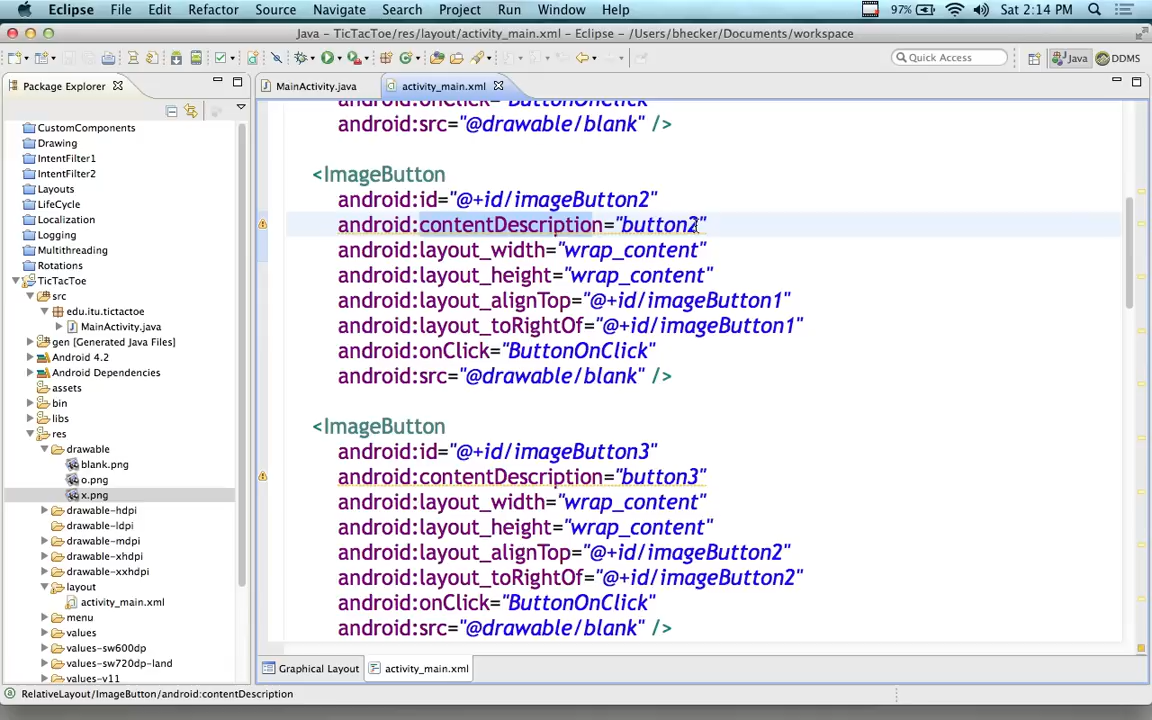 Eclipse File Edit Refactor Source Navigate Search Project Run Window Help 97% Sat 2:14 PM
Java – TicTacToe/res/layout/activity_main.xml – Eclipse – /Users/bhecker/Documents/workspace
Quick Access Java DDMS
Package Explorer
MainActivity.java
activity_main.xml
CustomComponents
Drawing
IntentFilter1
IntentFilter2
Layouts
LifeCycle
Localization
Logging
Multithreading
Rotations
TicTacToe
src
edu.itu.tictactoe
MainActivity.java
gen [Generated Java Files]
Android 4.2
Android Dependencies
assets
bin
libs
res
drawable
blank.png
o.png
x.png
drawable-hdpi
drawable-ldpi
drawable-mdpi
drawable-xhdpi
drawable-xxhdpi
layout
activity_main.xml
menu
values
values-sw600dp
values-sw720dp-land
values-v11
android:onClick="ButtonOnClick"
android:src="@drawable/blank" />
<ImageButton
android:id="@+id/imageButton2"
android:contentDescription="button2"
android:layout_width="wrap_content"
android:layout_height="wrap_content"
android:layout_alignTop="@+id/imageButton1"
android:layout_toRightOf="@+id/imageButton1"
android:onClick="ButtonOnClick"
android:src="@drawable/blank" />
<ImageButton
android:id="@+id/imageButton3"
android:contentDescription="button3"
android:layout_width="wrap_content"
android:layout_height="wrap_content"
android:layout_alignTop="@+id/imageButton2"
android:layout_toRightOf="@+id/imageButton2"
android:onClick="ButtonOnClick"
android:src="@drawable/blank" />
Graphical Layout
activity_main.xml
RelativeLayout/ImageButton/android:contentDescription